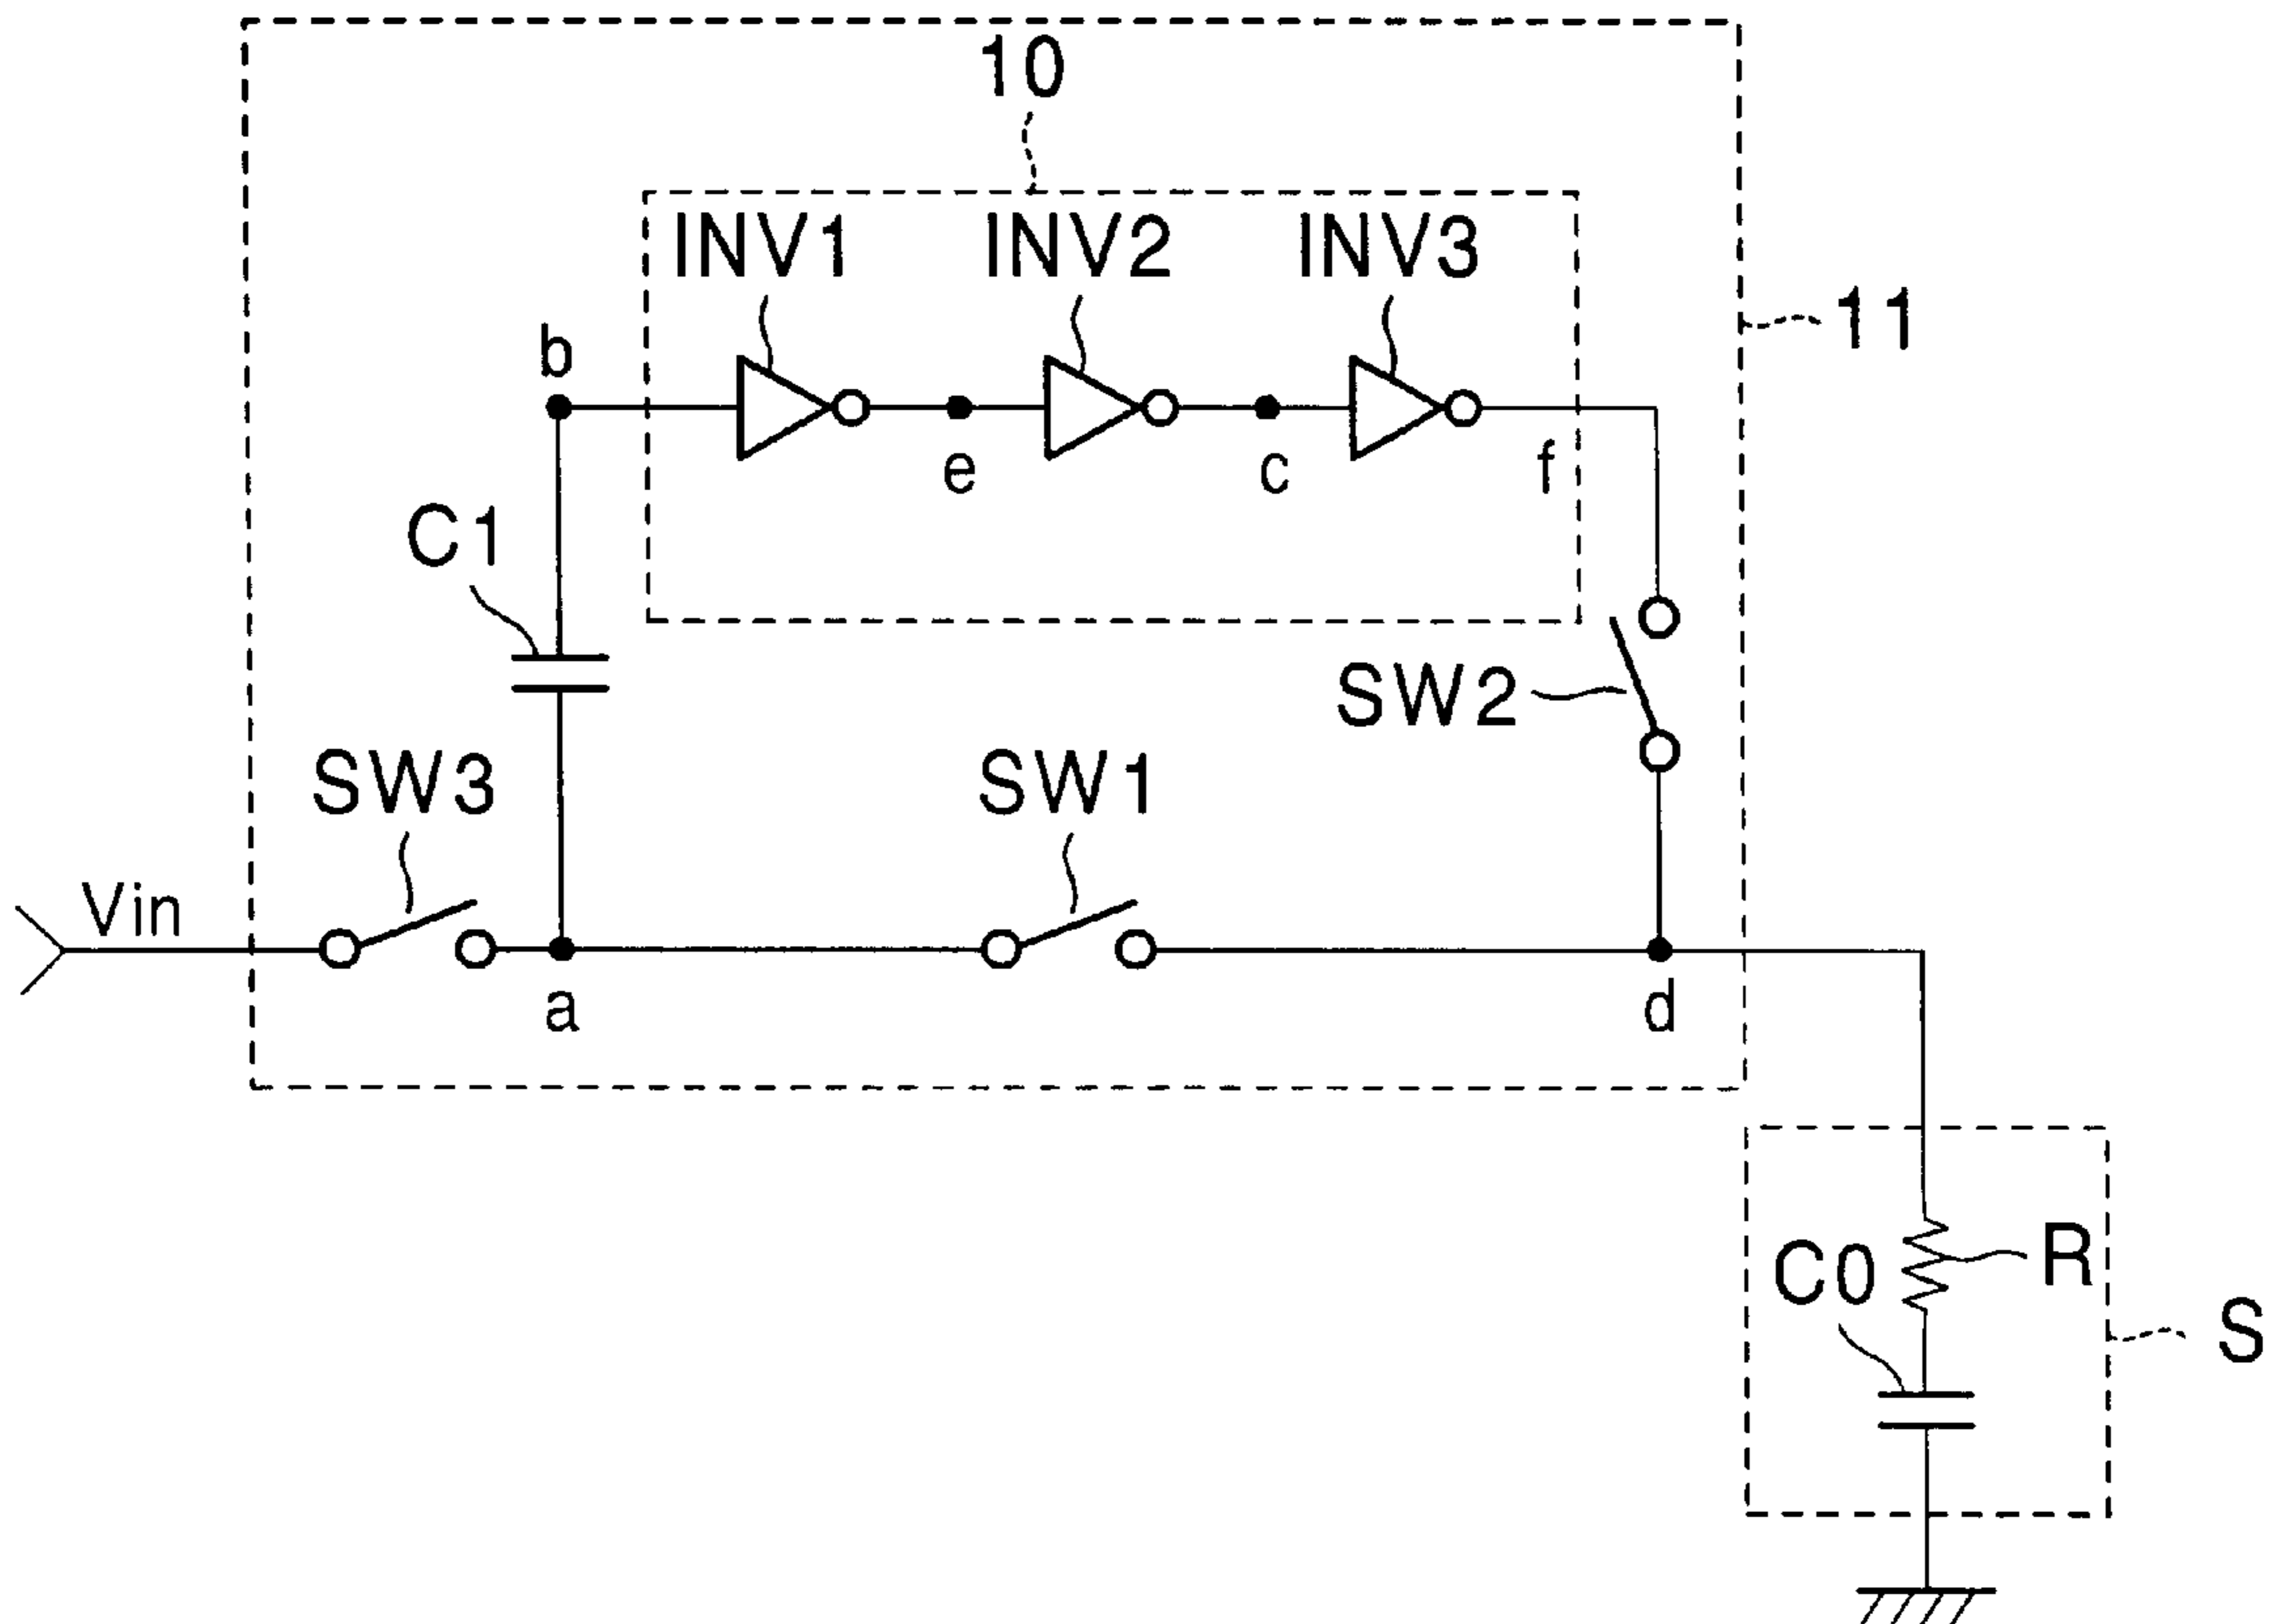 10
INV1 INV2 INV3
11
b
e c f
C1
SW2
SW3 SW1
Vin
a d
C0 R
S